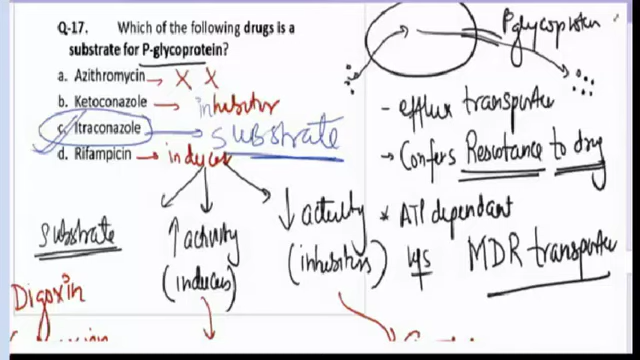 Q-17. Which of the following drugs is a
substrate for P-glycoprotein?
a. Azithromycin → X X
b. Ketoconazole → inhibitor
c. Itraconazole → substrate
d. Rifampicin → inducer
Pglycoprotein
- efflux transporter
→ Confers Resistance to drug
* ATP dependant
MDR transporter
substrate
Digoxin
↑ activity
(inducers)
↓ activity
(inhibitors)